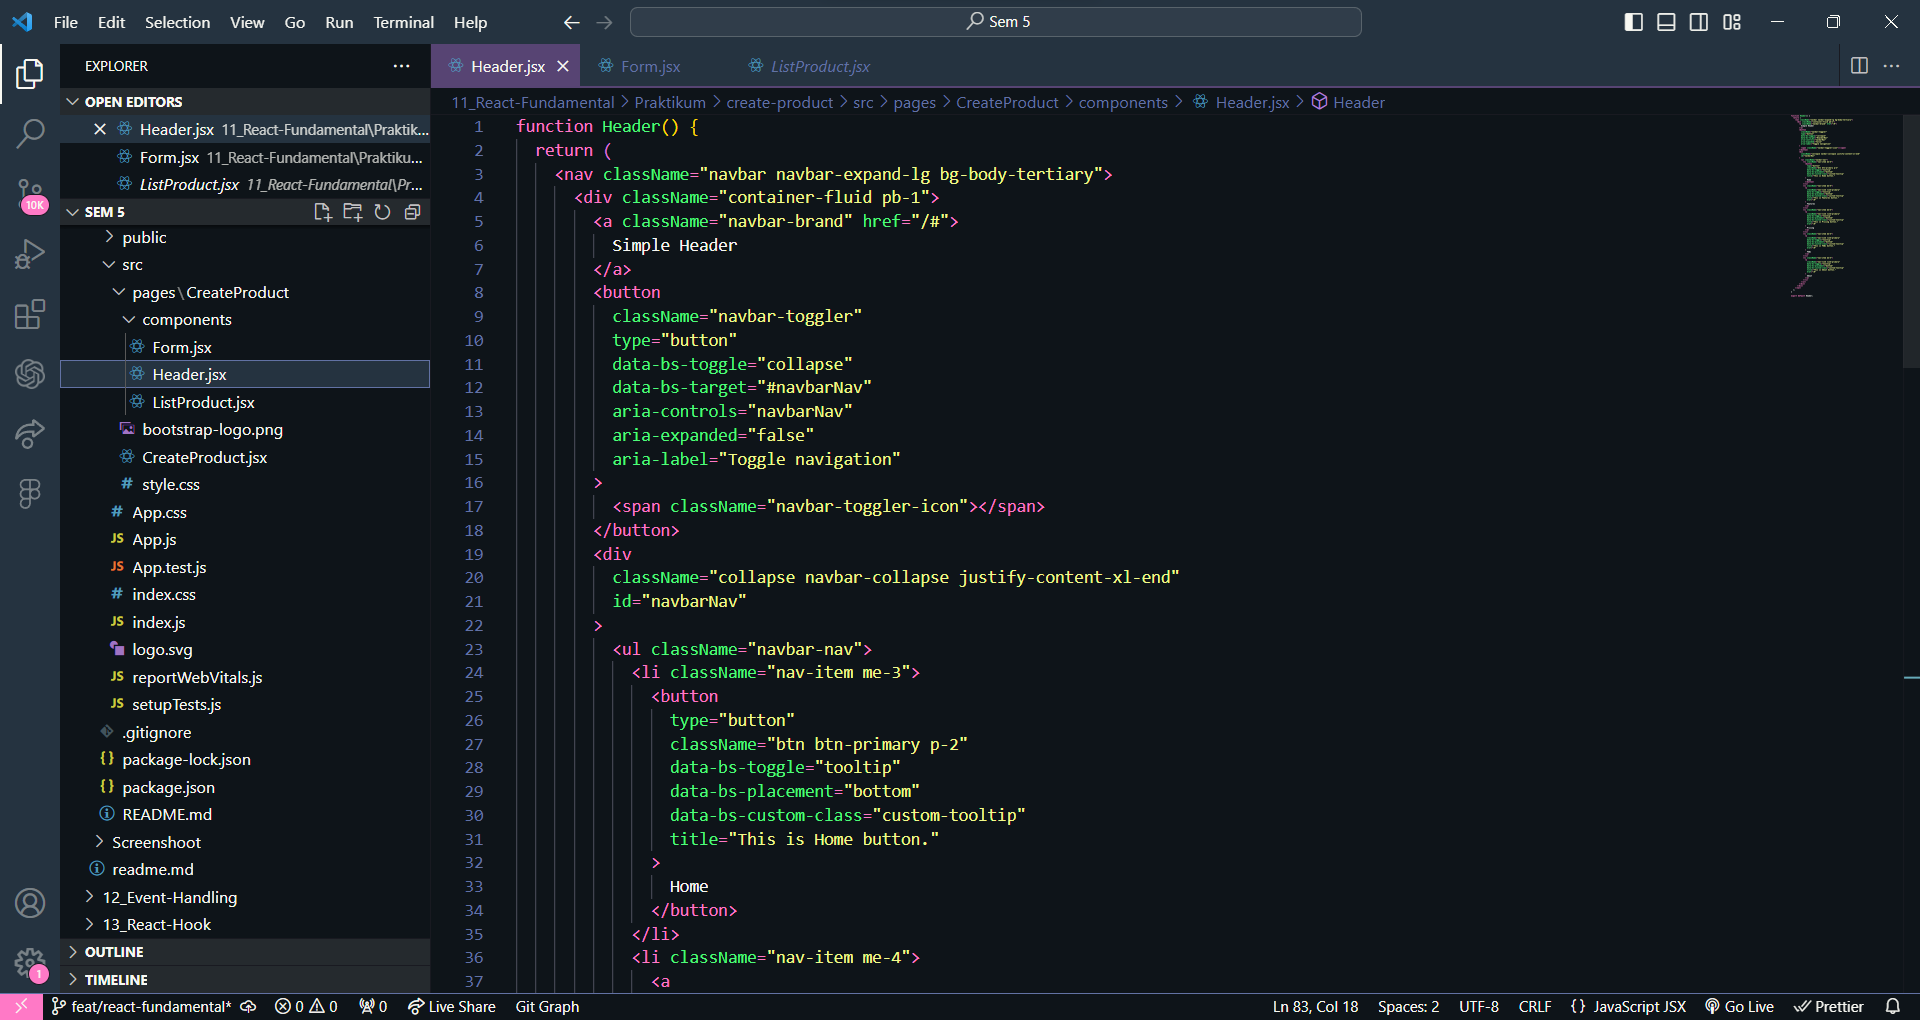 File Edit Selection View Go Run Terminal Help
Sem 5
EXPLORER
OPEN EDITORS
Header.jsx 11_React-Fundamental\Praktik...
Form.jsx 11_React-Fundamental\Praktiku...
ListProduct.jsx 11_React-Fundamental\Pr...
SEM 5
public
src
pages\CreateProduct
components
Form.jsx
Header.jsx
ListProduct.jsx
bootstrap-logo.png
CreateProduct.jsx
# style.css
# App.css
JS App.js
JS App.test.js
# index.css
JS index.js
logo.svg
JS reportWebVitals.js
JS setupTests.js
.gitignore
{} package-lock.json
{} package.json
README.md
Screenshoot
readme.md
12_Event-Handling
13_React-Hook
OUTLINE
TIMELINE
10K
1
Header.jsx Form.jsx ListProduct.jsx
11_React-Fundamental > Praktikum > create-product > src > pages > CreateProduct > components > Header.jsx > Header
1 function Header() {
2 return (
3 <nav className="navbar navbar-expand-lg bg-body-tertiary">
4 <div className="container-fluid pb-1">
5 <a className="navbar-brand" href="/#">
6 Simple Header
7 </a>
8 <button
9 className="navbar-toggler"
10 type="button"
11 data-bs-toggle="collapse"
12 data-bs-target="#navbarNav"
13 aria-controls="navbarNav"
14 aria-expanded="false"
15 aria-label="Toggle navigation"
16 >
17 <span className="navbar-toggler-icon"></span>
18 </button>
19 <div
20 className="collapse navbar-collapse justify-content-xl-end"
21 id="navbarNav"
22 >
23 <ul className="navbar-nav">
24 <li className="nav-item me-3">
25 <button
26 type="button"
27 className="btn btn-primary p-2"
28 data-bs-toggle="tooltip"
29 data-bs-placement="bottom"
30 data-bs-custom-class="custom-tooltip"
31 title="This is Home button."
32 >
33 Home
34 </button>
35 </li>
36 <li className="nav-item me-4">
37 <a
feat/react-fundamental* 0 0 0 Live Share Git Graph
Ln 83, Col 18 Spaces: 2 UTF-8 CRLF {} JavaScript JSX Go Live Prettier